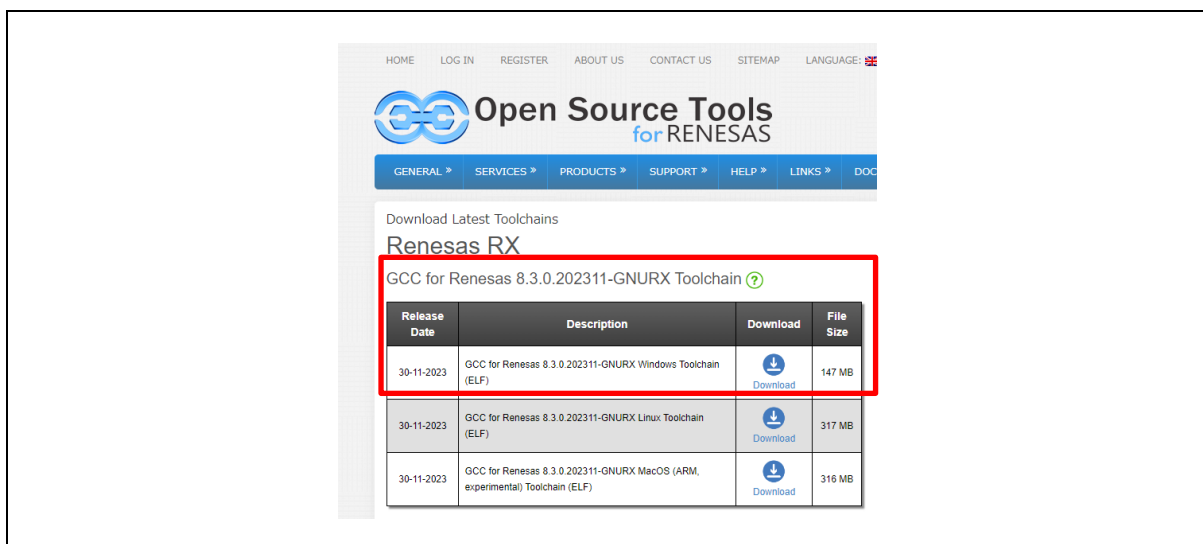 HOME LOG IN REGISTER ABOUT US CONTACT US SITEMAP LANGUAGE:
Open Source Tools
for RENESAS
GENERAL » SERVICES » PRODUCTS » SUPPORT » HELP » LINKS » DOC
Download Latest Toolchains
Renesas RX
GCC for Renesas 8.3.0.202311-GNURX Toolchain ?
Release Date Description Download File Size
30-11-2023 GCC for Renesas 8.3.0.202311-GNURX Windows Toolchain (ELF) Download 147 MB
30-11-2023 GCC for Renesas 8.3.0.202311-GNURX Linux Toolchain (ELF) Download 317 MB
30-11-2023 GCC for Renesas 8.3.0.202311-GNURX MacOS (ARM, experimental) Toolchain (ELF) Download 316 MB